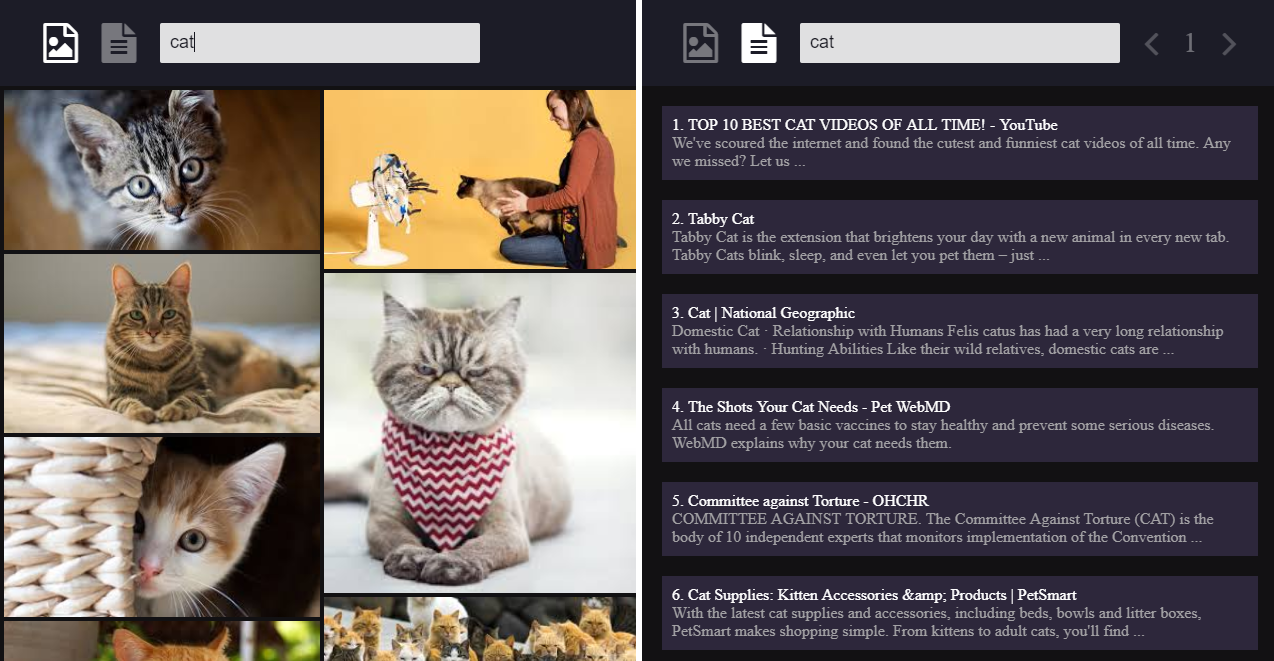 cat
cat
1
1. TOP 10 BEST CAT VIDEOS OF ALL TIME! - YouTube
We've scoured the internet and found the cutest and funniest cat videos of all time. Any
we missed? Let us ...
2. Tabby Cat
Tabby Cat is the extension that brightens your day with a new animal in every new tab.
Tabby Cats blink, sleep, and even let you pet them – just ...
3. Cat | National Geographic
Domestic Cat · Relationship with Humans Felis catus has had a very long relationship
with humans. · Hunting Abilities Like their wild relatives, domestic cats are ...
4. The Shots Your Cat Needs - Pet WebMD
All cats need a few basic vaccines to stay healthy and prevent some serious diseases.
WebMD explains why your cat needs them.
5. Committee against Torture - OHCHR
COMMITTEE AGAINST TORTURE. The Committee Against Torture (CAT) is the
body of 10 independent experts that monitors implementation of the Convention ...
6. Cat Supplies: Kitten Accessories &amp; Products | PetSmart
With the latest cat supplies and accessories, including beds, bowls and litter boxes,
PetSmart makes shopping simple. From kittens to adult cats, you'll find ...